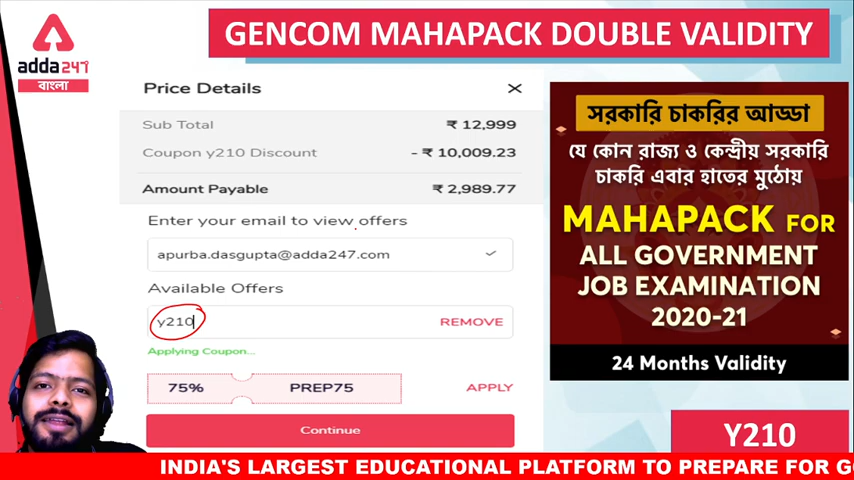 GENCOM MAHAPACK DOUBLE VALIDITY
adda247
বাংলা
Price Details
Sub Total ₹ 12,999
Coupon y210 Discount - ₹ 10,009.23
Amount Payable ₹ 2,989.77
Enter your email to view offers
apurba.dasgupta@adda247.com
Available Offers
y210 REMOVE
Applying Coupon...
75% PREP75 APPLY
Continue
সরকারি চাকরির আড্ডা
যে কোন রাজ্য ও কেন্দ্রীয় সরকারি
চাকরি এবার হাতের মুঠোয়
MAHAPACK FOR
ALL GOVERNMENT
JOB EXAMINATION
2020-21
24 Months Validity
Y210
INDIA'S LARGEST EDUCATIONAL PLATFORM TO PREPARE FOR G